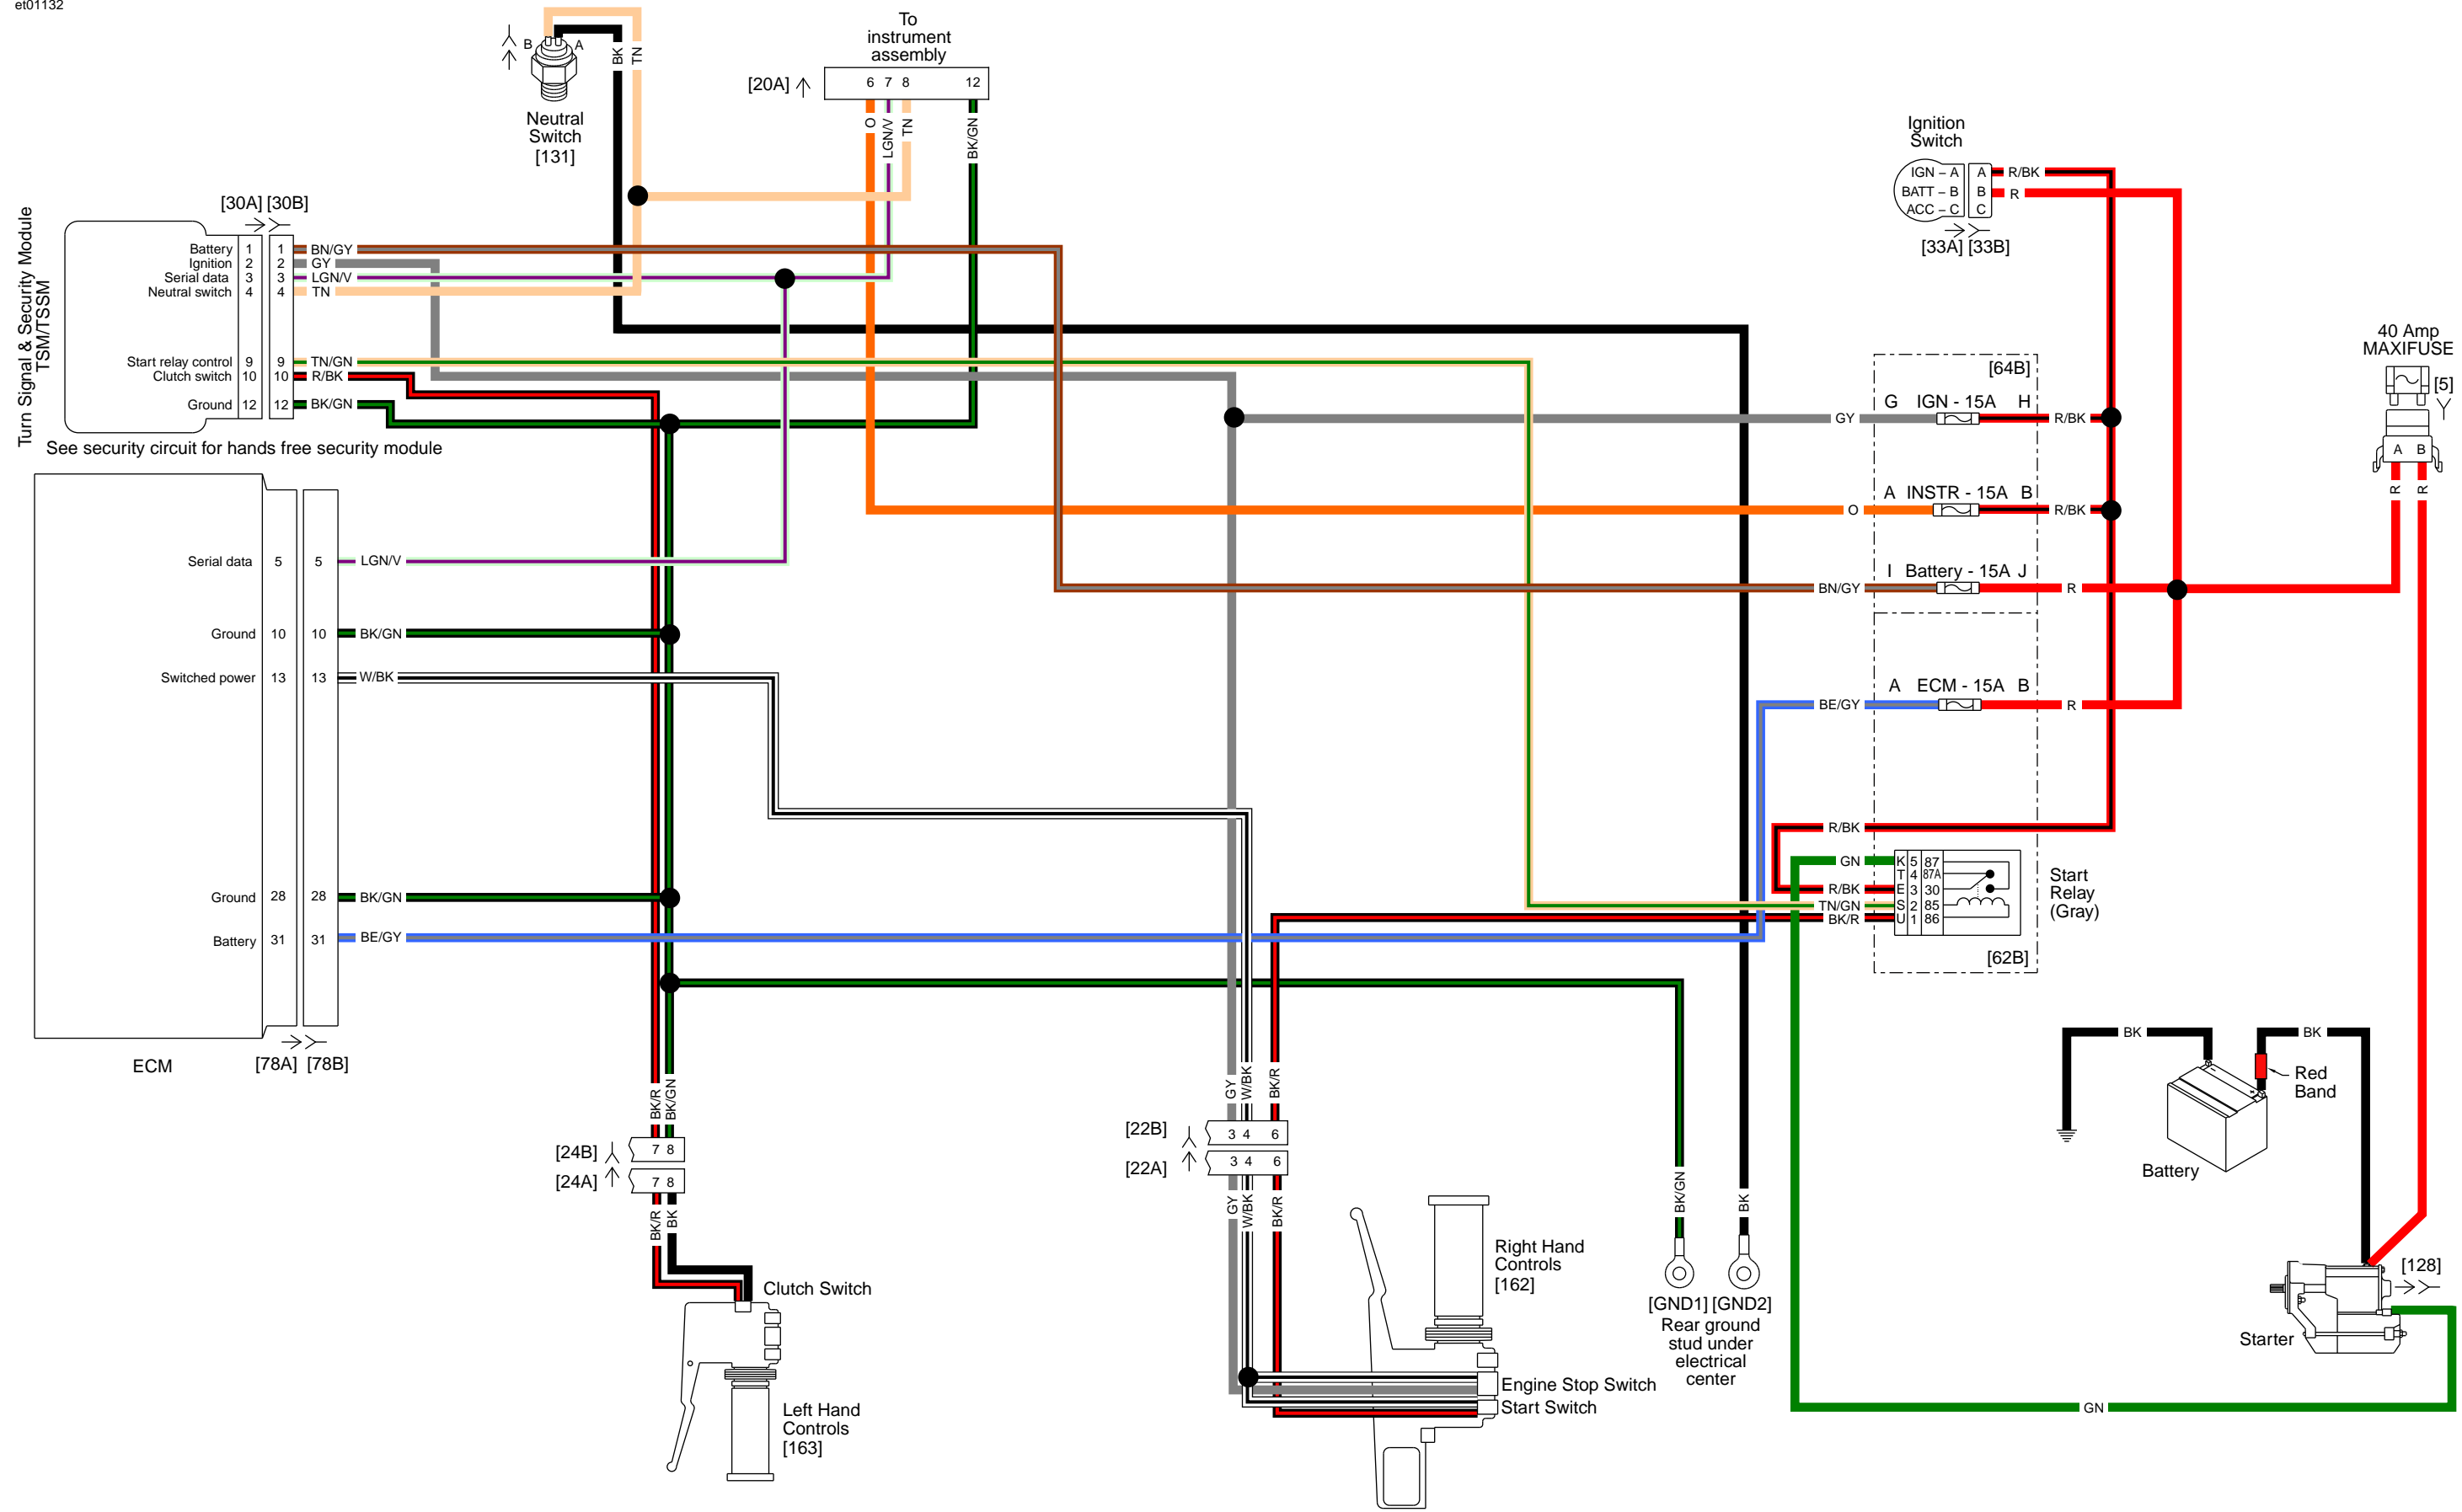 et01132
B
A
BK
TN
Neutral
Switch
[131]
To
instrument
assembly
[20A]
6 7 8 12
O
LGN/V
TN
BK/GN
Ignition
Switch
IGN – A A R/BK
BATT – B B R
ACC – C C
[33A] [33B]
40 Amp
MAXIFUSE
[5]
A B
R
R
Turn Signal & Security Module
TSM/TSSM
[30A] [30B]
Battery 1 1 BN/GY
Ignition 2 2 GY
Serial data 3 3 LGN/V
Neutral switch 4 4 TN
Start relay control 9 9 TN/GN
Clutch switch 10 10 R/BK
Ground 12 12 BK/GN
See security circuit for hands free security module
[64B]
GY G IGN - 15A H R/BK
O A INSTR - 15A B R/BK
BN/GY I Battery - 15A J R
BE/GY A ECM - 15A B R
R/BK
GN K 5 87
T 4 87A
R/BK E 3 30
TN/GN S 2 85
BK/R U 1 86
Start
Relay
(Gray)
[62B]
Serial data 5 5 LGN/V
Ground 10 10 BK/GN
Switched power 13 13 W/BK
Ground 28 28 BK/GN
Battery 31 31 BE/GY
ECM
[78A] [78B]
BK/R
BK/GN
[24B] 7 8
[24A] 7 8
BK/R
BK
Clutch Switch
Left Hand
Controls
[163]
GY
W/BK
BK/R
[22B] 3 4 6
[22A] 3 4 6
GY
W/BK
BK/R
Right Hand
Controls
[162]
Engine Stop Switch
Start Switch
BK/GN
BK
[GND1] [GND2]
Rear ground
stud under
electrical
center
BK
BK
- +
Red
Band
Battery
[128]
Starter
GN